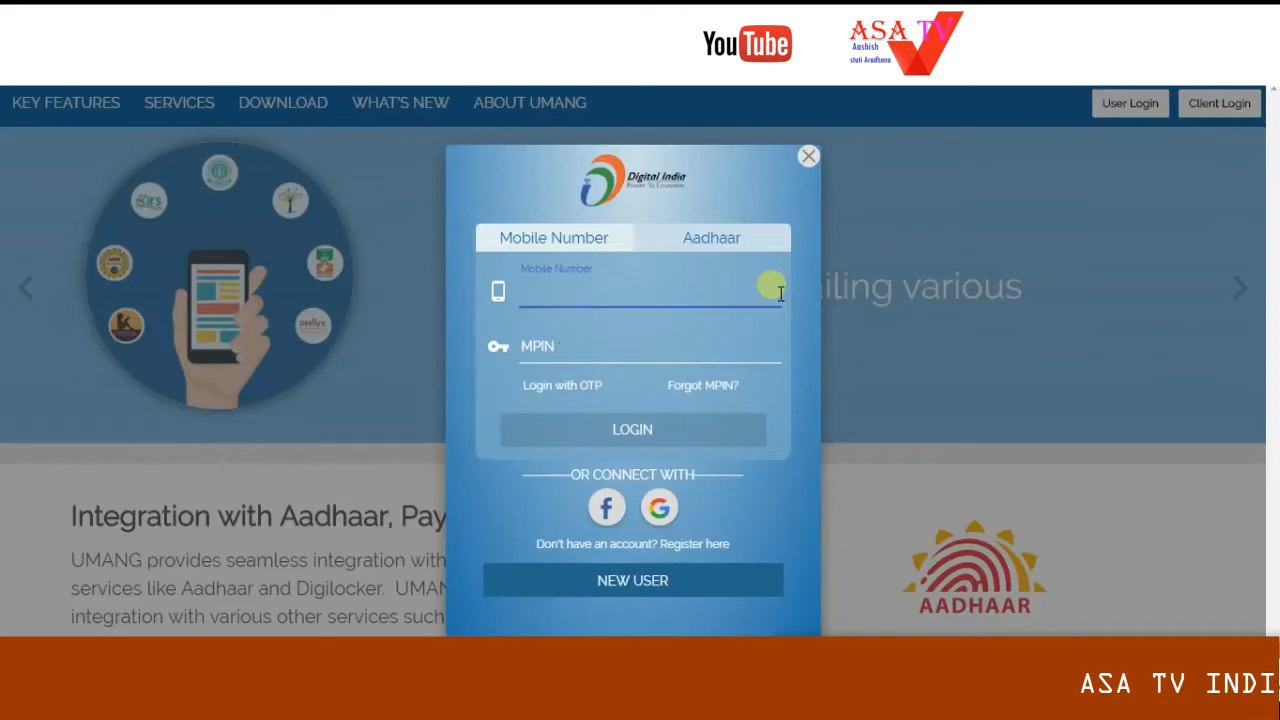 YouTube
ASA TV
Aashish
stuti Aradhana
KEY FEATURES SERVICES DOWNLOAD WHAT'S NEW ABOUT UMANG
User Login Client Login
Digital India
Power To Empower
Mobile Number Aadhaar
Mobile Number
ailing various
MPIN
Login with OTP Forgot MPIN?
LOGIN
OR CONNECT WITH
Don't have an account? Register here
NEW USER
Integration with Aadhaar, Pay
UMANG provides seamless integration with
services like Aadhaar and Digilocker. UMAN
integration with various other services such
AADHAAR
ASA TV INDI